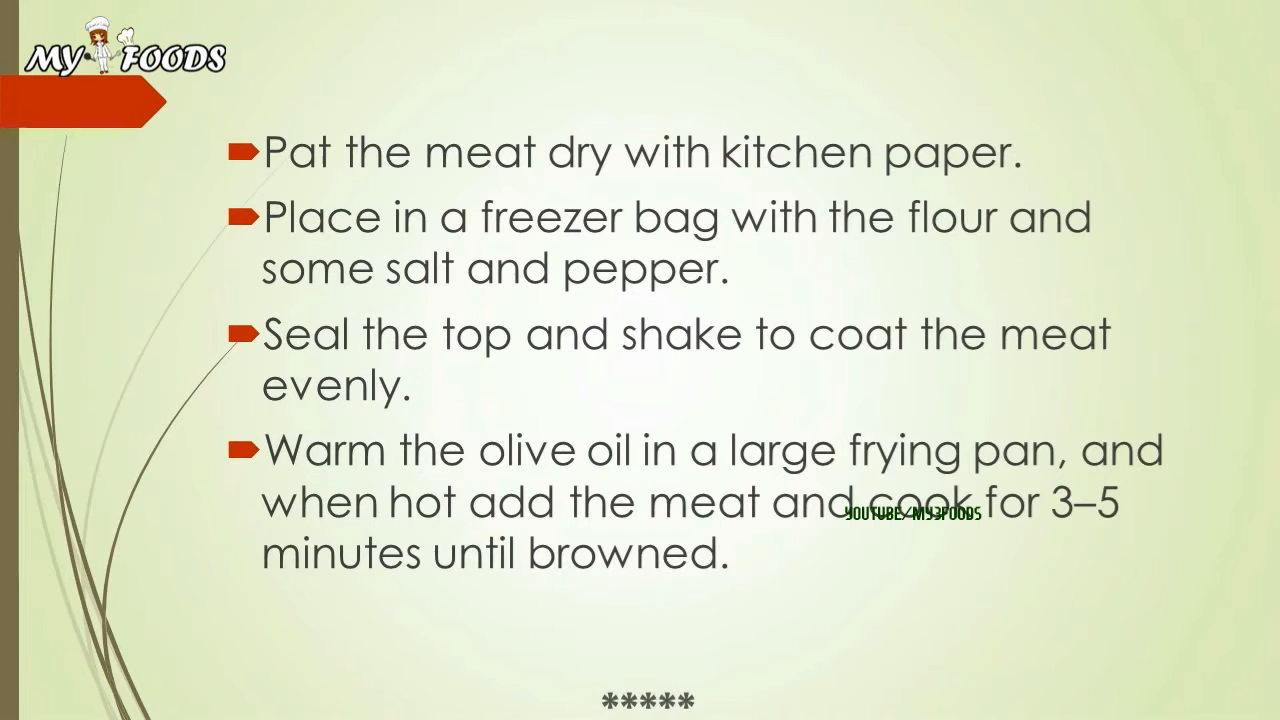 MY FOODS
Pat the meat dry with kitchen paper.
Place in a freezer bag with the flour and
some salt and pepper.
Seal the top and shake to coat the meat
evenly.
Warm the olive oil in a large frying pan, and
when hot add the meat and cook for 3–5
YOUTUBE/MY3FOODS
minutes until browned.
*****